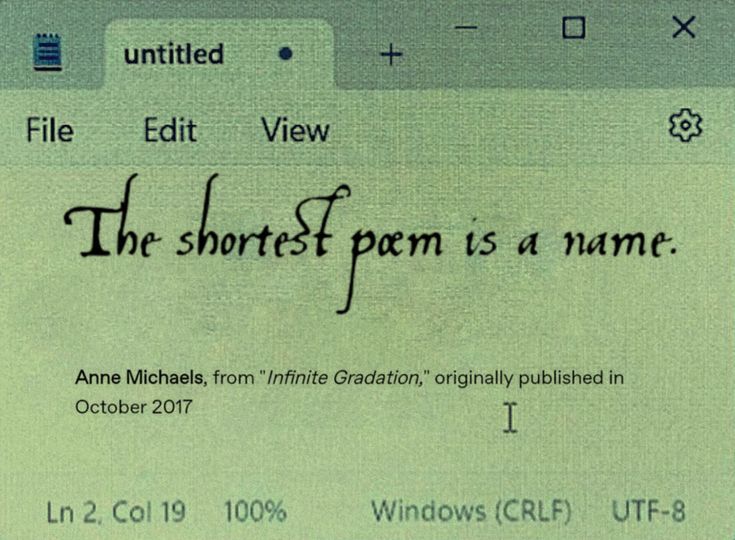 untitled
File Edit View
The shortest pœm is a name.
Anne Michaels, from "Infinite Gradation," originally published in
October 2017
Ln 2, Col 19 100% Windows (CRLF) UTF-8